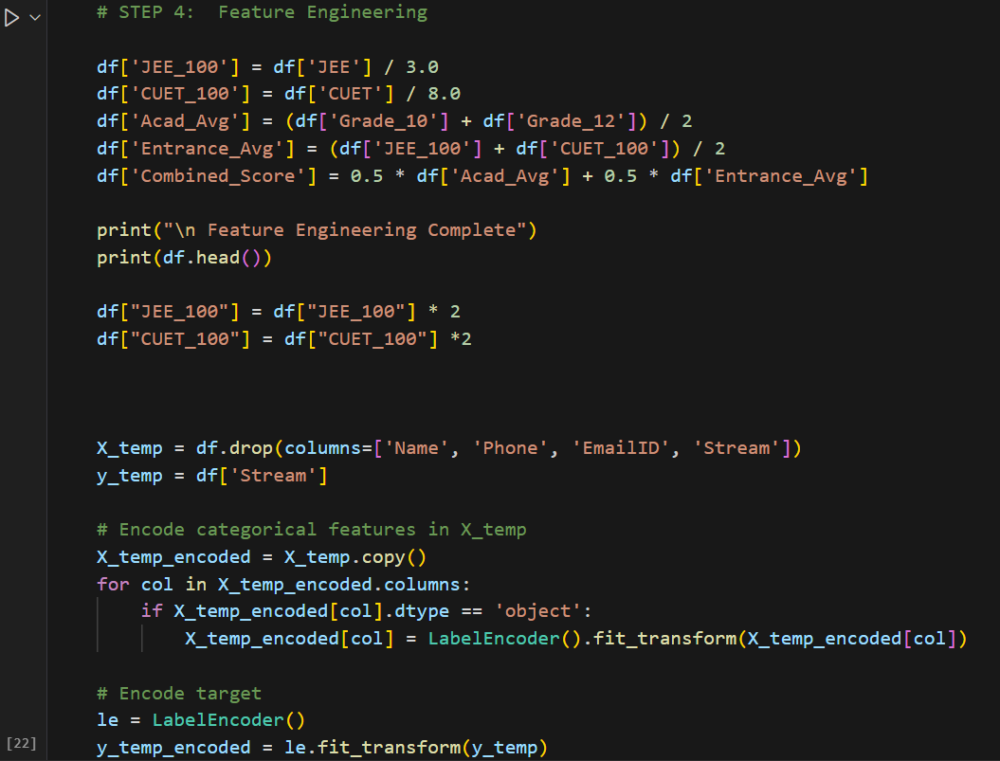 # STEP 4:  Feature Engineering
df['JEE_100'] = df['JEE'] / 3.0
df['CUET_100'] = df['CUET'] / 8.0
df['Acad_Avg'] = (df['Grade_10'] + df['Grade_12']) / 2
df['Entrance_Avg'] = (df['JEE_100'] + df['CUET_100']) / 2
df['Combined_Score'] = 0.5 * df['Acad_Avg'] + 0.5 * df['Entrance_Avg']
print("\n Feature Engineering Complete")
print(df.head())
df["JEE_100"] = df["JEE_100"] * 2
df["CUET_100"] = df["CUET_100"] *2
X_temp = df.drop(columns=['Name', 'Phone', 'EmailID', 'Stream'])
y_temp = df['Stream']
# Encode categorical features in X_temp
X_temp_encoded = X_temp.copy()
for col in X_temp_encoded.columns:
    if X_temp_encoded[col].dtype == 'object':
        X_temp_encoded[col] = LabelEncoder().fit_transform(X_temp_encoded[col])
# Encode target
le = LabelEncoder()
[22]
y_temp_encoded = le.fit_transform(y_temp)